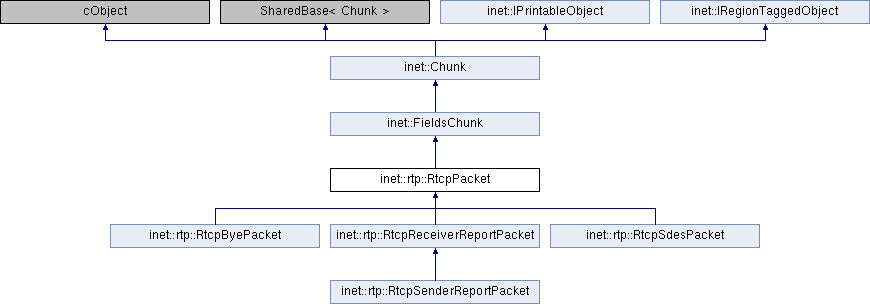 cObject
SharedBase< Chunk >
inet::IPrintableObject
inet::IRegionTaggedObject
inet::Chunk
inet::FieldsChunk
inet::rtp::RtcpPacket
inet::rtp::RtcpByePacket
inet::rtp::RtcpReceiverReportPacket
inet::rtp::RtcpSdesPacket
inet::rtp::RtcpSenderReportPacket